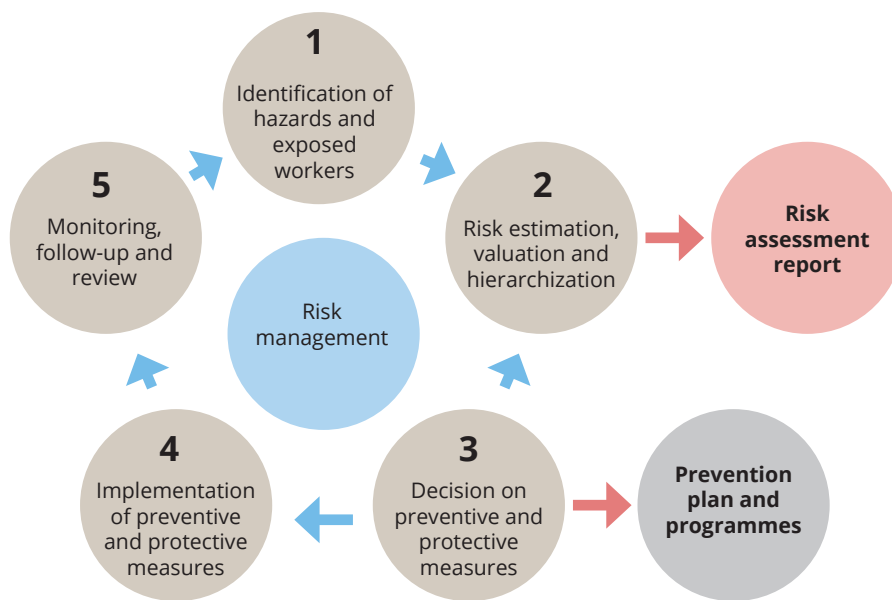 1
Identification of
hazards and
exposed
workers
2
Risk estimation,
valuation and
hierarchization
Risk
assessment
report
5
Monitoring,
follow-up and
review
Risk
management
4
Implementation
of preventive
and protective
measures
3
Decision on
preventive and
protective
measures
Prevention
plan and
programmes